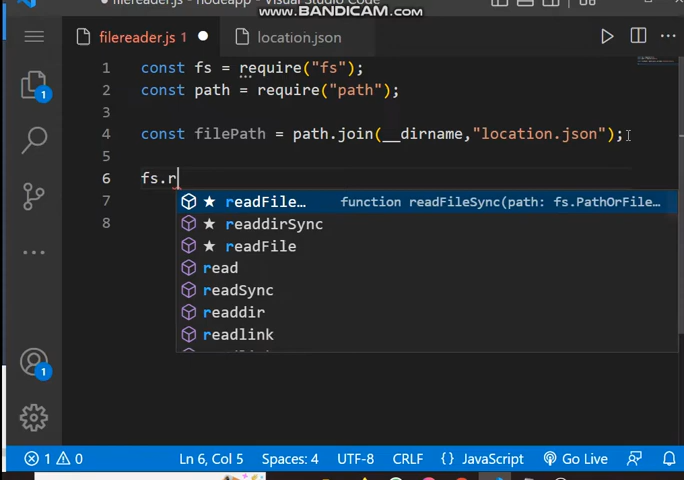 filereader.js - nodeapp - Visual Studio Code
www.BANDICAM.com
filereader.js 1
location.json
1 const fs = require("fs");
2 const path = require("path");
3
4 const filePath = path.join(__dirname,"location.json");
5
6 fs.r
7
8
readFile… function readFileSync(path: fs.PathOrFile…
readdirSync
readFile
read
readSync
readdir
readlink
1
1
1 0 Ln 6, Col 5 Spaces: 4 UTF-8 CRLF {} JavaScript Go Live